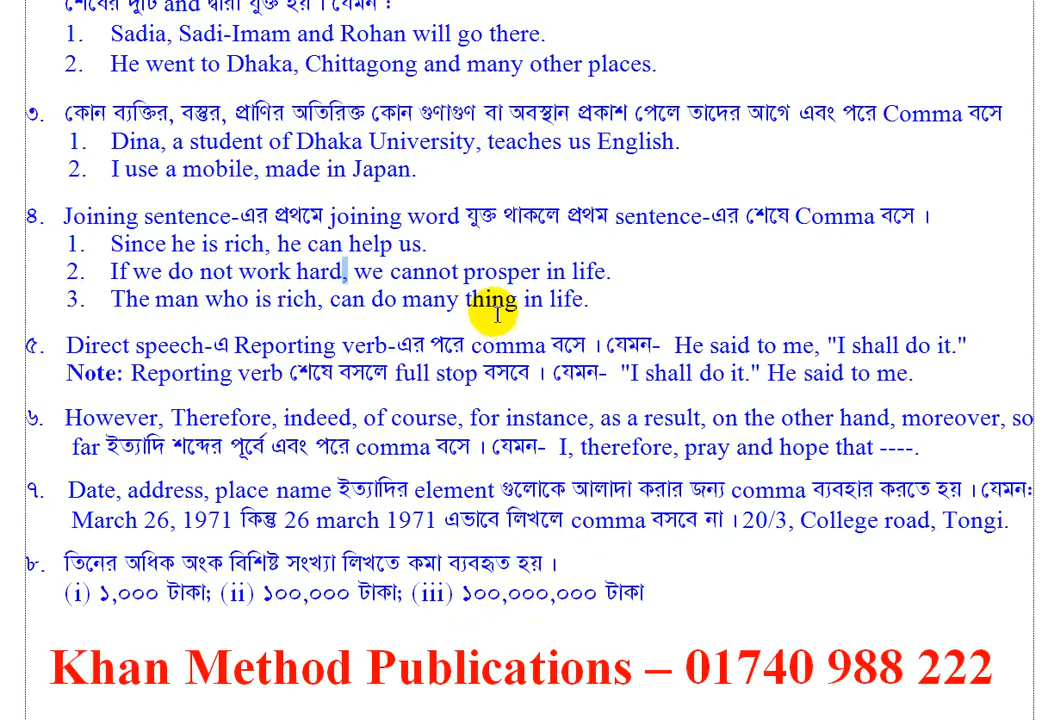 শেষের দুটি and দ্বারা যুক্ত হয় । যেমন :
1. Sadia, Sadi-Imam and Rohan will go there.
2. He went to Dhaka, Chittagong and many other places.
৩. কোন ব্যক্তির, বস্তুর, প্রাণির অতিরিক্ত কোন গুণাগুণ বা অবস্থান প্রকাশ পেলে তাদের আগে এবং পরে Comma বসে
1. Dina, a student of Dhaka University, teaches us English.
2. I use a mobile, made in Japan.
৪. Joining sentence-এর প্রথমে joining word যুক্ত থাকলে প্রথম sentence-এর শেষে Comma বসে ।
1. Since he is rich, he can help us.
2. If we do not work hard, we cannot prosper in life.
3. The man who is rich, can do many thing in life.
৫. Direct speech-এ Reporting verb-এর পরে comma বসে । যেমন- He said to me, "I shall do it."
Note: Reporting verb শেষে বসলে full stop বসবে । যেমন- "I shall do it." He said to me.
৬. However, Therefore, indeed, of course, for instance, as a result, on the other hand, moreover, so
far ইত্যাদি শব্দের পূর্বে এবং পরে comma বসে । যেমন- I, therefore, pray and hope that ----.
৭. Date, address, place name ইত্যাদির element গুলোকে আলাদা করার জন্য comma ব্যবহার করতে হয় । যেমন:
March 26, 1971 কিন্তু 26 march 1971 এভাবে লিখলে comma বসবে না । 20/3, College road, Tongi.
৮. তিনের অধিক অংক বিশিষ্ট সংখ্যা লিখতে কমা ব্যবহৃত হয় ।
(i) ১,০০০ টাকা; (ii) ১০০,০০০ টাকা; (iii) ১০০,০০০,০০০ টাকা
Khan Method Publications – 01740 988 222